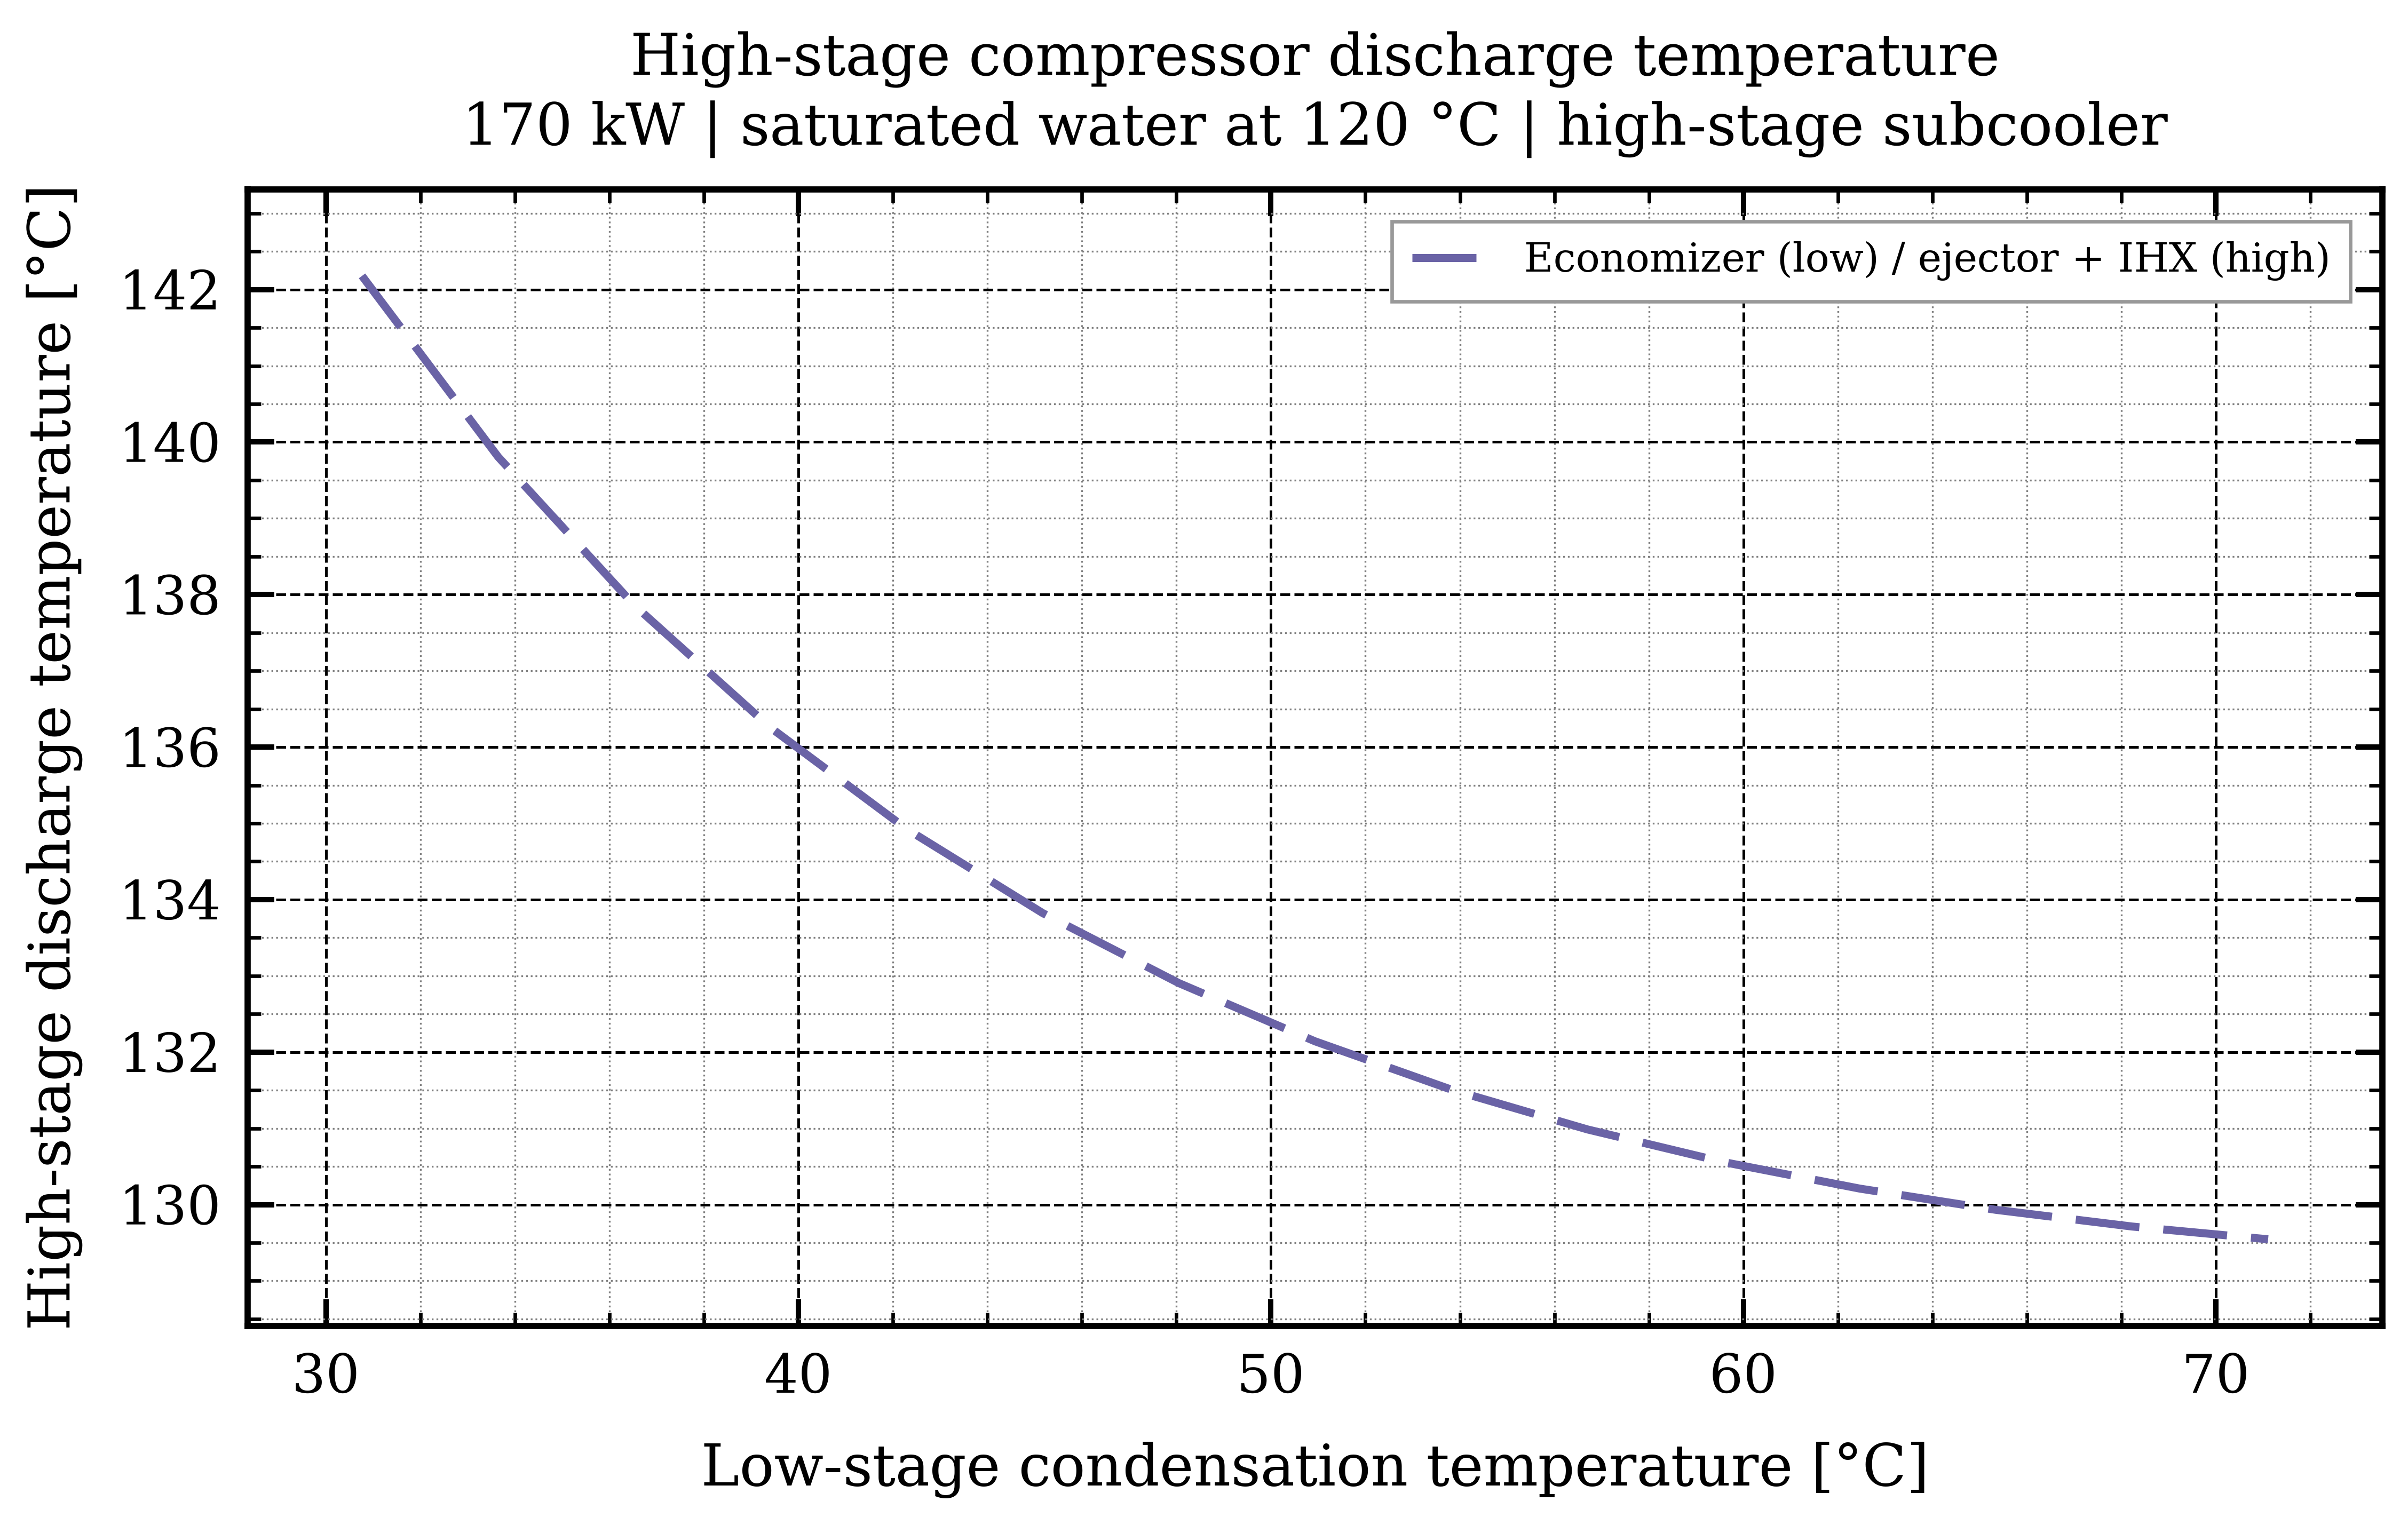 High-stage compressor discharge temperature
170 kW | saturated water at 120 °C | high-stage subcooler
High-stage discharge temperature [°C]
Economizer (low) / ejector + IHX (high)
142
140
138
136
134
132
130
30 40 50 60 70
Low-stage condensation temperature [°C]